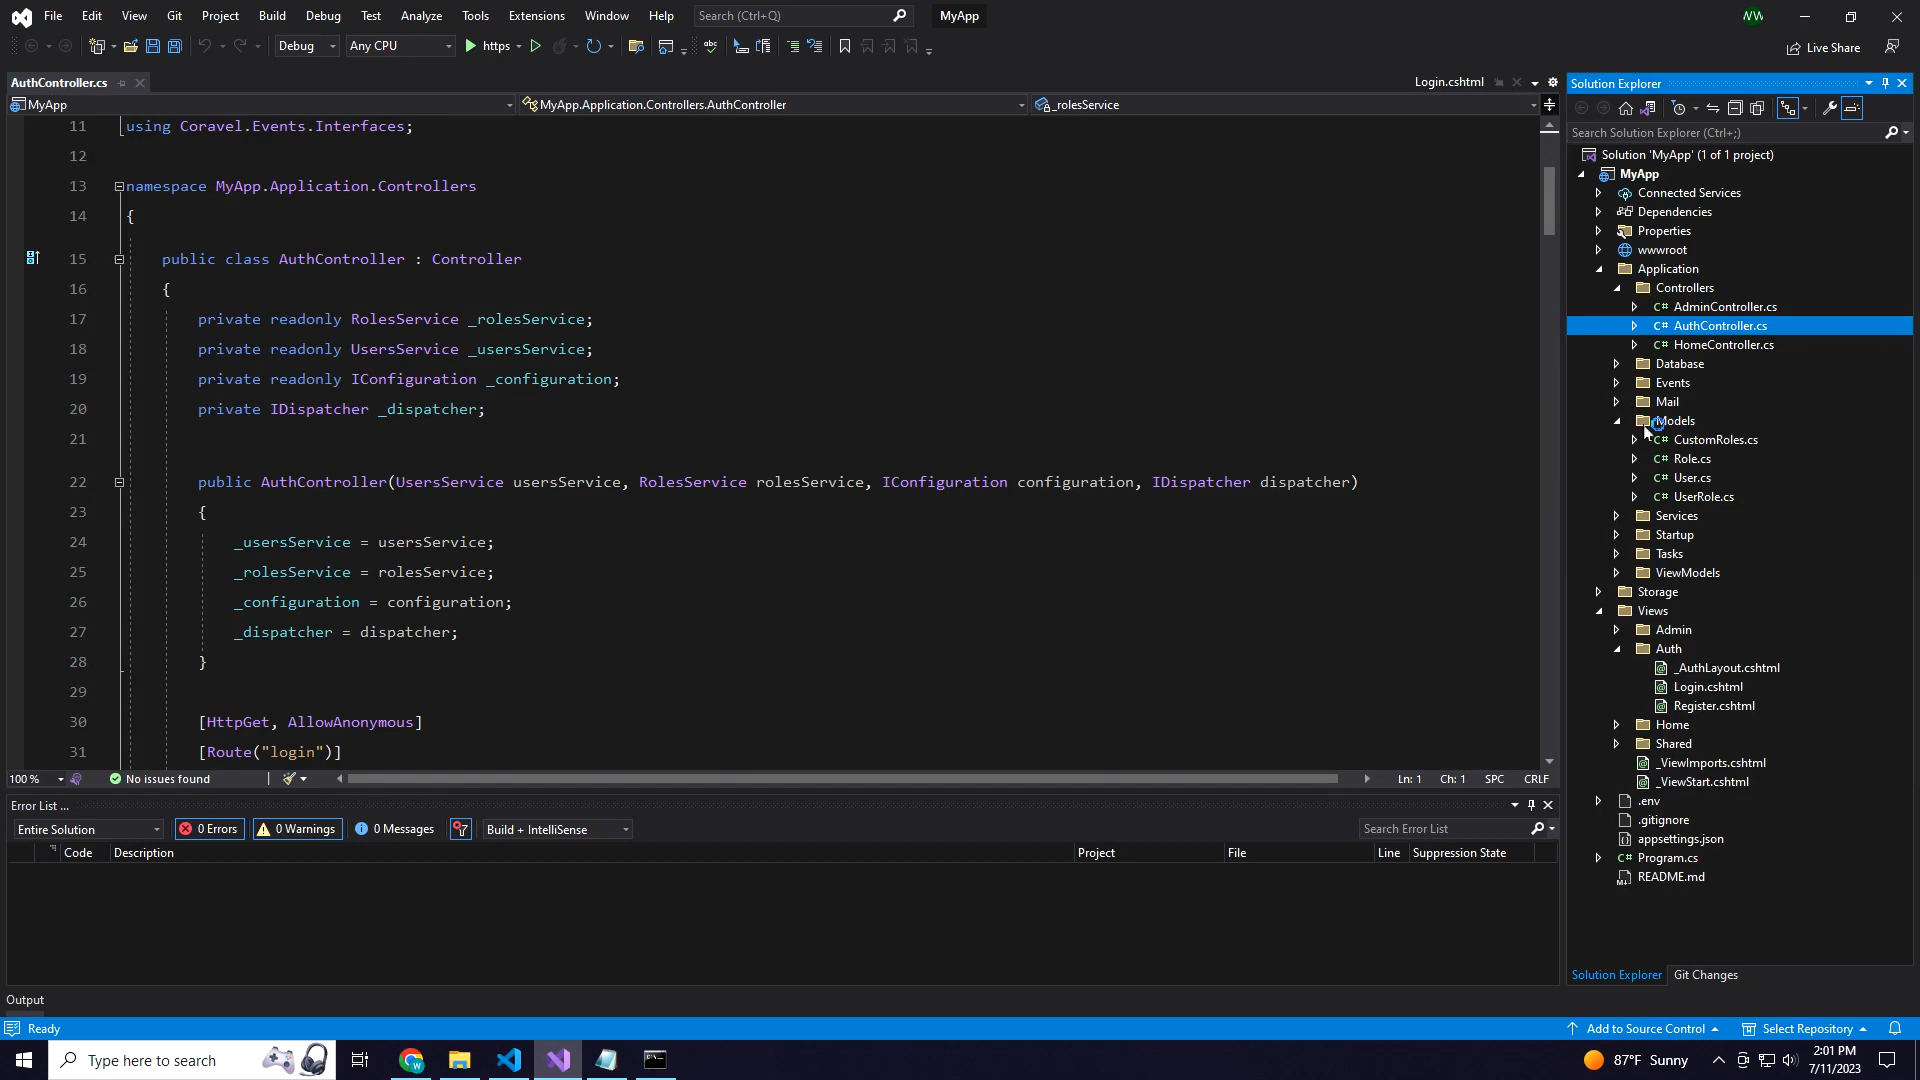 File Edit View Git Project Build Debug Test Analyze Tools Extensions Window Help Search (Ctrl+Q) MyApp WW
Debug Any CPU https Live Share
AuthController.cs Login.cshtml
MyApp MyApp.Application.Controllers.AuthController _rolesService
11 using Coravel.Events.Interfaces;
12
13 namespace MyApp.Application.Controllers
14 {
15 public class AuthController : Controller
16 {
17 private readonly RolesService _rolesService;
18 private readonly UsersService _usersService;
19 private readonly IConfiguration _configuration;
20 private IDispatcher _dispatcher;
21
22 public AuthController(UsersService usersService, RolesService rolesService, IConfiguration configuration, IDispatcher dispatcher)
23 {
24 _usersService = usersService;
25 _rolesService = rolesService;
26 _configuration = configuration;
27 _dispatcher = dispatcher;
28 }
29
30 [HttpGet, AllowAnonymous]
31 [Route("login")]
100 % No issues found Ln: 1 Ch: 1 SPC CRLF
Error List ...
Entire Solution 0 Errors 0 Warnings 0 Messages Build + IntelliSense Search Error List
Code Description Project File Line Suppression State
Output
Solution Explorer
Search Solution Explorer (Ctrl+;)
Solution 'MyApp' (1 of 1 project)
MyApp
Connected Services
Dependencies
Properties
wwwroot
Application
Controllers
C# AdminController.cs
C# AuthController.cs
C# HomeController.cs
Database
Events
Mail
Models
C# CustomRoles.cs
C# Role.cs
C# User.cs
C# UserRole.cs
Services
Startup
Tasks
ViewModels
Storage
Views
Admin
Auth
_AuthLayout.cshtml
Login.cshtml
Register.cshtml
Home
Shared
_ViewImports.cshtml
_ViewStart.cshtml
.env
.gitignore
appsettings.json
C# Program.cs
README.md
Solution Explorer Git Changes
Ready Add to Source Control Select Repository
Type here to search 87°F Sunny 2:01 PM
7/11/2023